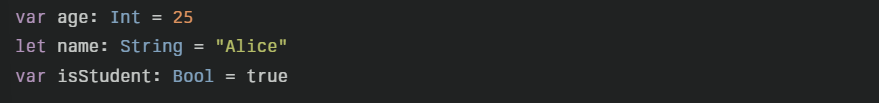 var age: Int = 25
let name: String = "Alice"
var isStudent: Bool = true